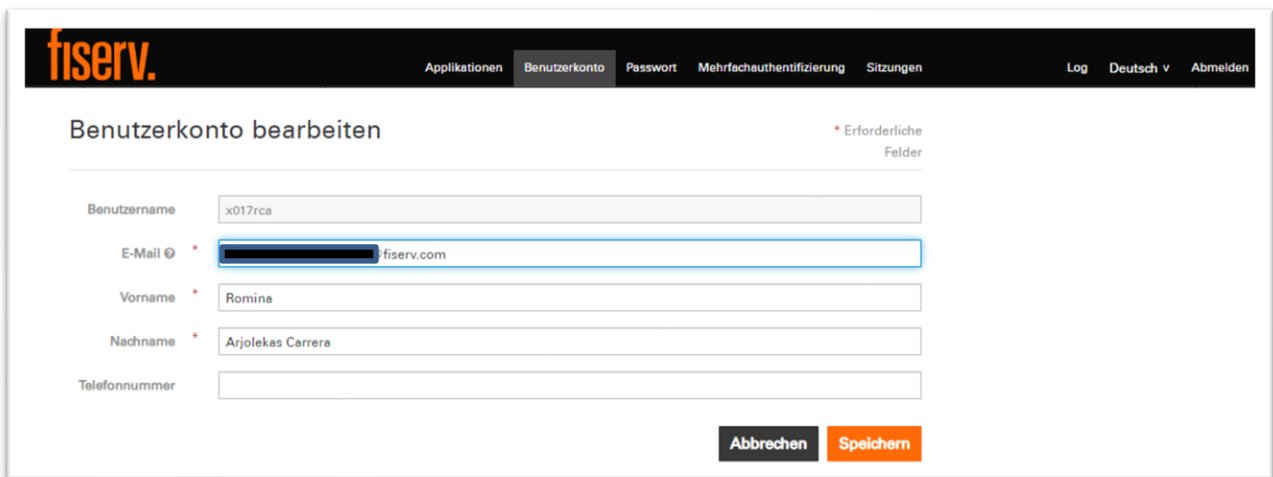 fiserv.
Applikationen Benutzerkonto Passwort Mehrfachauthentifizierung Sitzungen Log Deutsch v Abmelden
Benutzerkonto bearbeiten
* Erforderliche
Felder
Benutzername x017rca
E-Mail * @fiserv.com
Vorname * Romina
Nachname * Arjolekas Carrera
Telefonnummer
Abbrechen Speichern